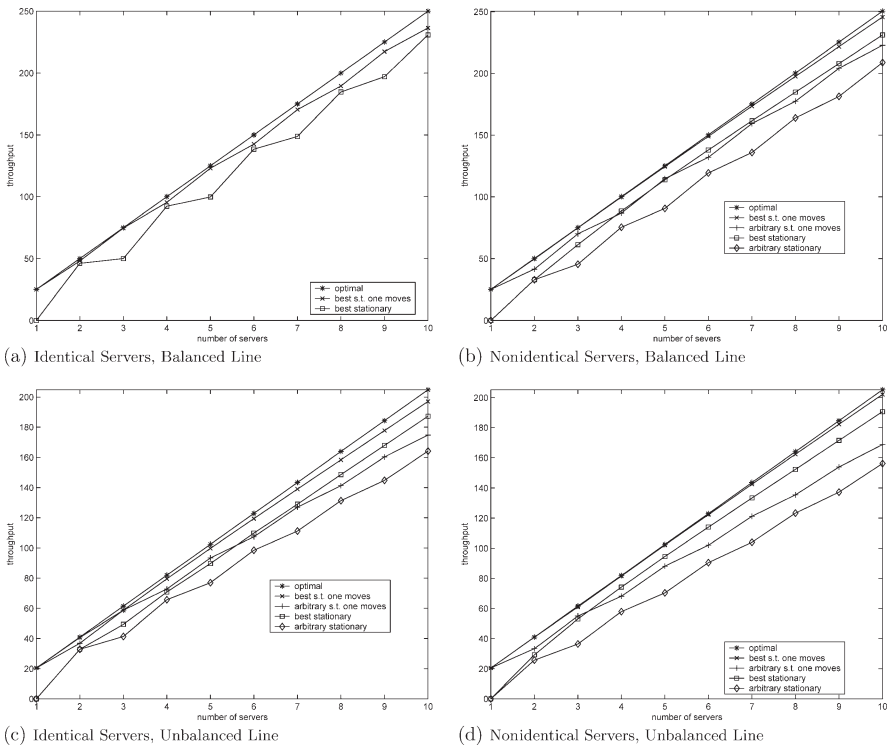 250
200
150
100
50
0
throughput
1 2 3 4 5 6 7 8 9 10
number of servers
optimal
best s.t. one moves
best stationary
(a) Identical Servers, Balanced Line
250
200
150
100
50
0
throughput
1 2 3 4 5 6 7 8 9 10
number of servers
optimal
best s.t. one moves
arbitrary s.t. one moves
best stationary
arbitrary stationary
(b) Nonidentical Servers, Balanced Line
200
180
160
140
120
100
80
60
40
20
0
throughput
1 2 3 4 5 6 7 8 9 10
number of servers
optimal
best s.t. one moves
arbitrary s.t. one moves
best stationary
arbitrary stationary
(c) Identical Servers, Unbalanced Line
200
180
160
140
120
100
80
60
40
20
0
throughput
1 2 3 4 5 6 7 8 9 10
number of servers
optimal
best s.t. one moves
arbitrary s.t. one moves
best stationary
arbitrary stationary
(d) Nonidentical Servers, Unbalanced Line